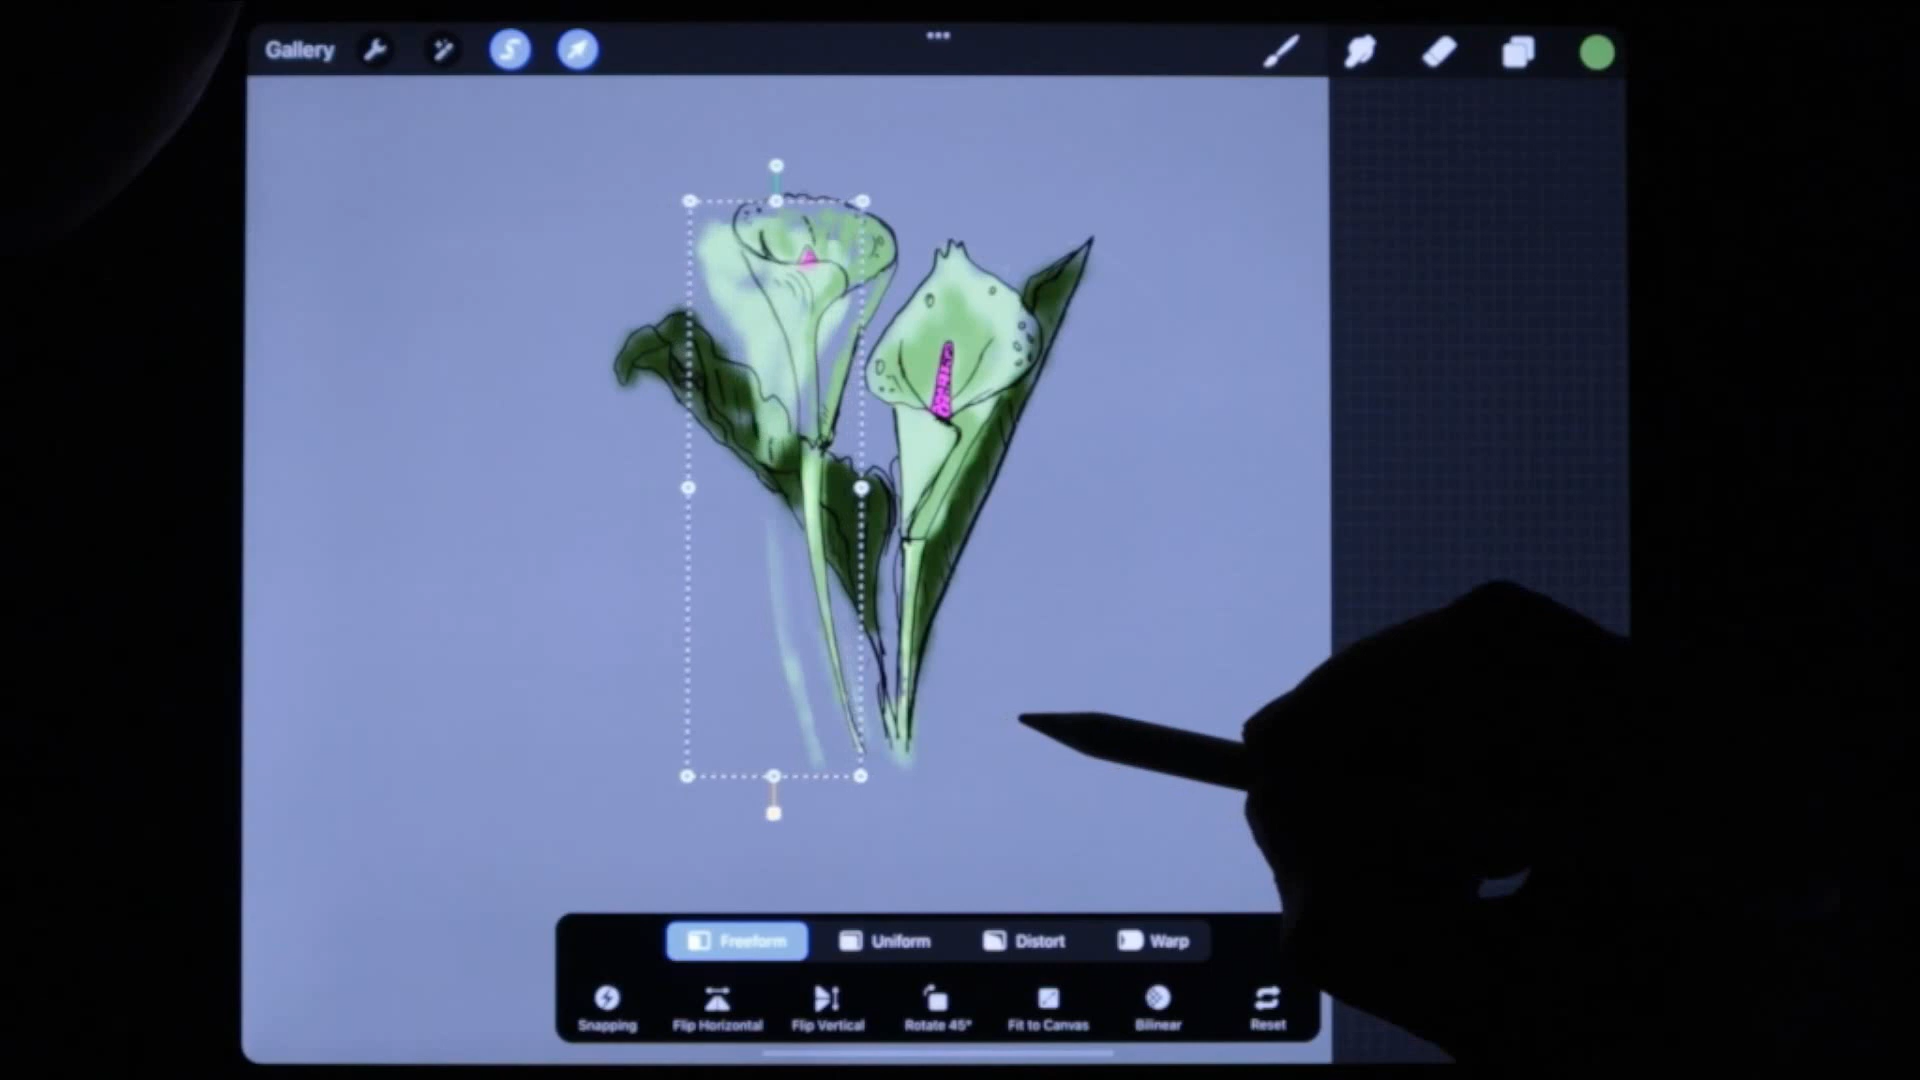 Gallery
Freeform Uniform Distort Warp
Snapping Flip Horizontal Flip Vertical Rotate 45° Fit to Canvas Bilinear Reset